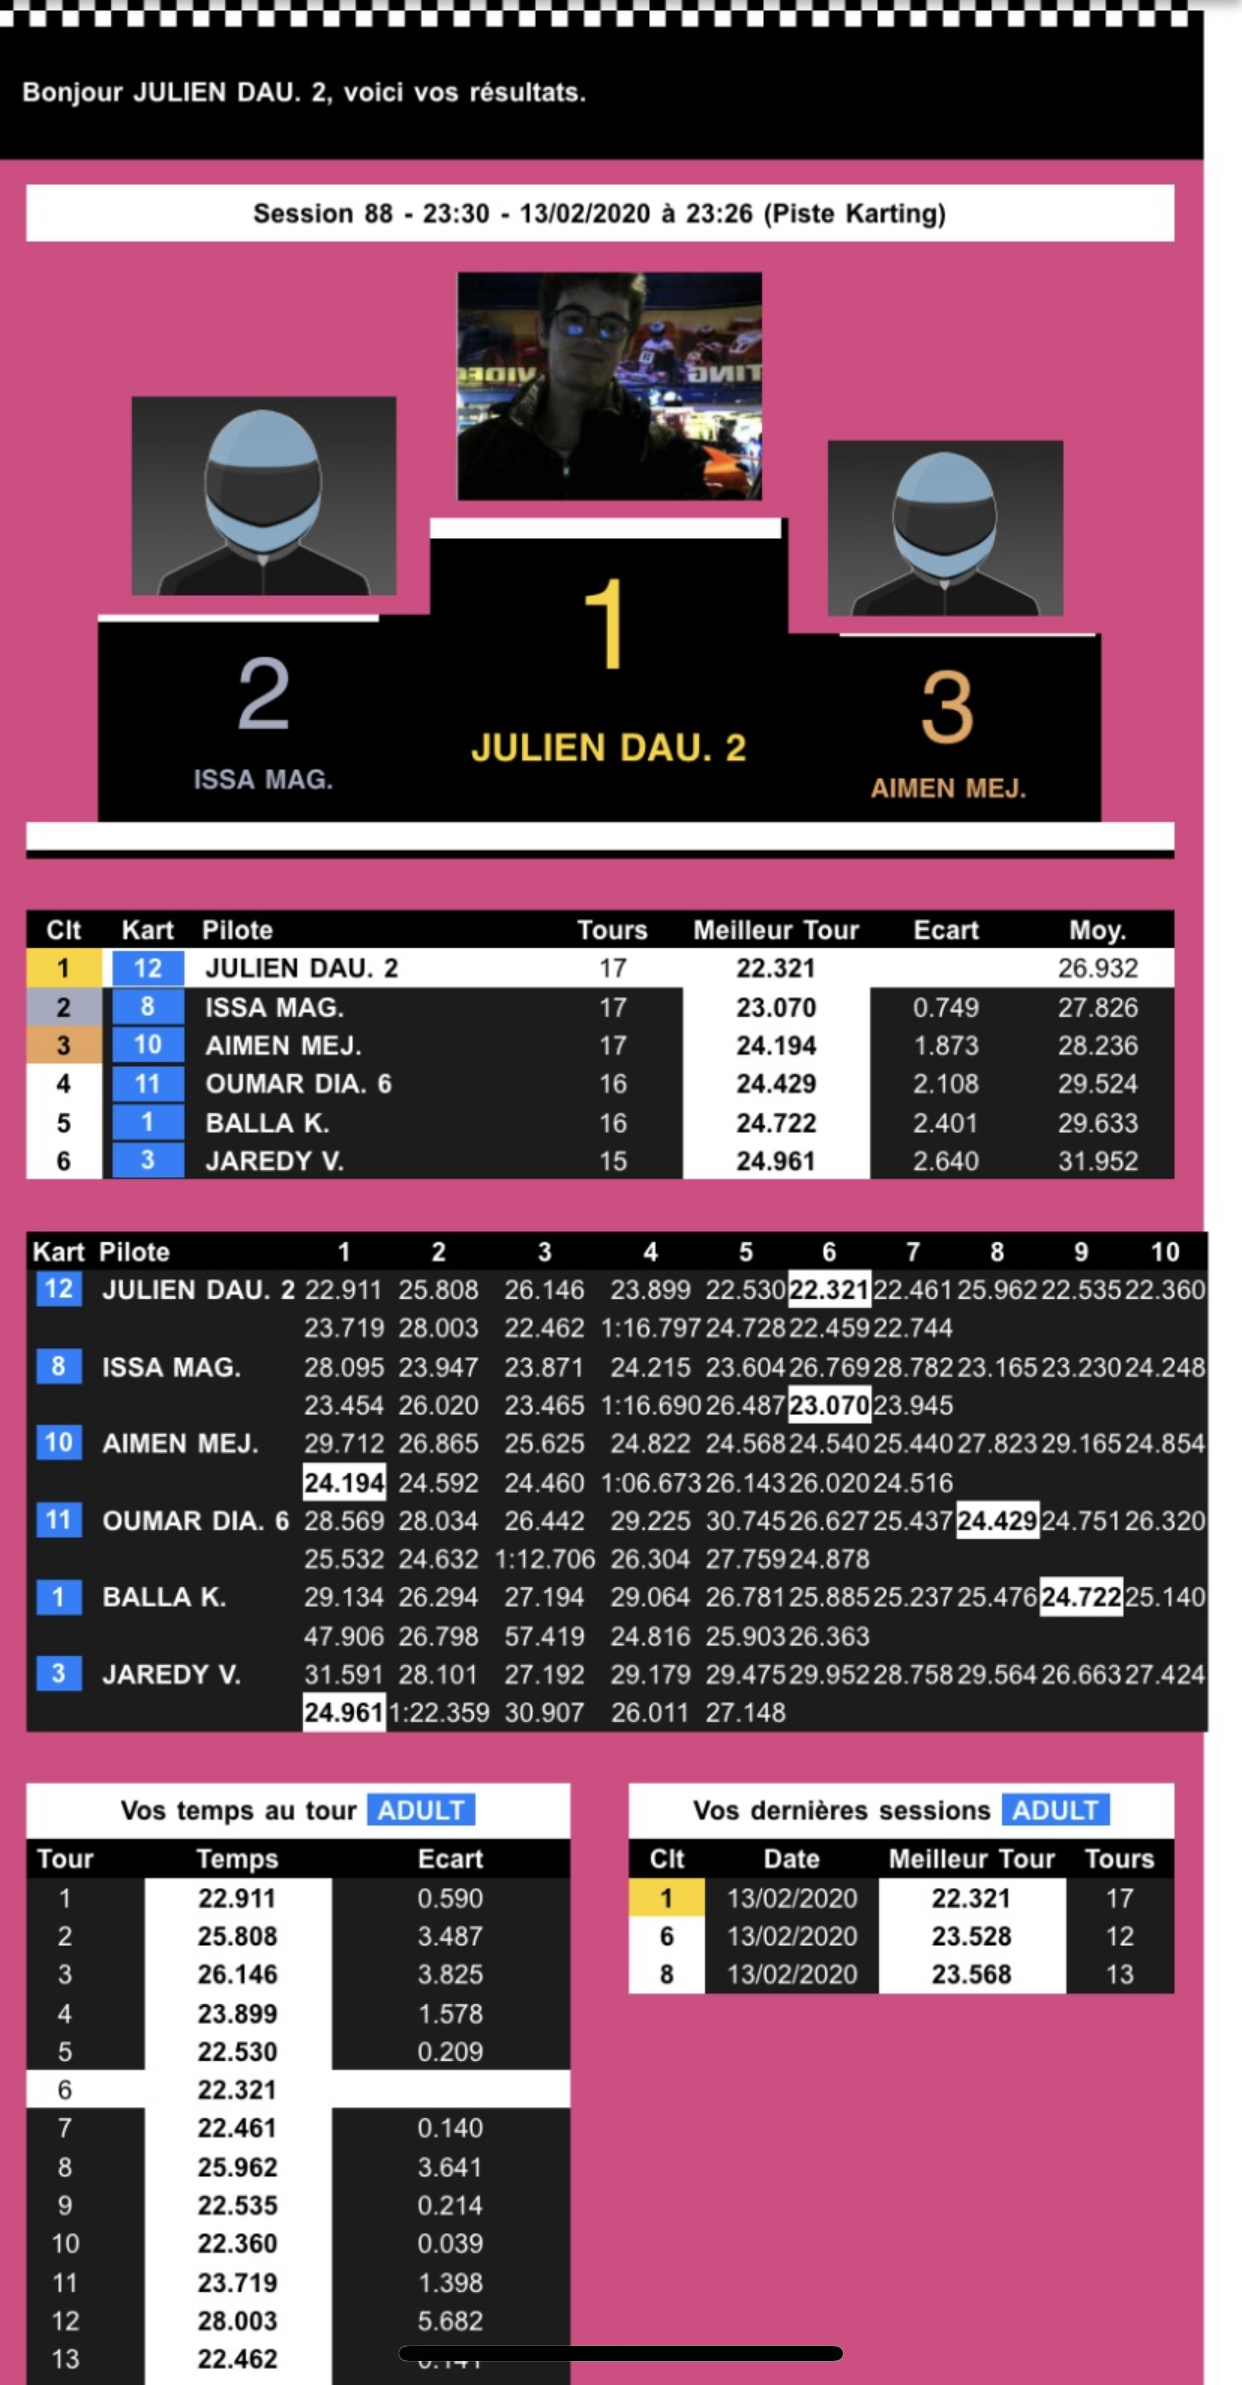 Bonjour JULIEN DAU. 2, voici vos résultats.
Session 88 - 23:30 - 13/02/2020 à 23:26 (Piste Karting)
1
JULIEN DAU. 2
2
ISSA MAG.
3
AIMEN MEJ.
Clt Kart Pilote Tours Meilleur Tour Ecart Moy.
1 12 JULIEN DAU. 2 17 22.321 26.932
2 8 ISSA MAG. 17 23.070 0.749 27.826
3 10 AIMEN MEJ. 17 24.194 1.873 28.236
4 11 OUMAR DIA. 6 16 24.429 2.108 29.524
5 1 BALLA K. 16 24.722 2.401 29.633
6 3 JAREDY V. 15 24.961 2.640 31.952
Kart Pilote 1 2 3 4 5 6 7 8 9 10
12 JULIEN DAU. 2 22.911 25.808 26.146 23.899 22.530 22.321 22.461 25.962 22.535 22.360
23.719 28.003 22.462 1:16.797 24.728 22.459 22.744
8 ISSA MAG. 28.095 23.947 23.871 24.215 23.604 26.769 28.782 23.165 23.230 24.248
23.454 26.020 23.465 1:16.690 26.487 23.070 23.945
10 AIMEN MEJ. 29.712 26.865 25.625 24.822 24.568 24.540 25.440 27.823 29.165 24.854
24.194 24.592 24.460 1:06.673 26.143 26.020 24.516
11 OUMAR DIA. 6 28.569 28.034 26.442 29.225 30.745 26.627 25.437 24.429 24.751 26.320
25.532 24.632 1:12.706 26.304 27.759 24.878
1 BALLA K. 29.134 26.294 27.194 29.064 26.781 25.885 25.237 25.476 24.722 25.140
47.906 26.798 57.419 24.816 25.903 26.363
3 JAREDY V. 31.591 28.101 27.192 29.179 29.475 29.952 28.758 29.564 26.663 27.424
24.961 1:22.359 30.907 26.011 27.148
Vos temps au tour ADULT
Tour Temps Ecart
1 22.911 0.590
2 25.808 3.487
3 26.146 3.825
4 23.899 1.578
5 22.530 0.209
6 22.321
7 22.461 0.140
8 25.962 3.641
9 22.535 0.214
10 22.360 0.039
11 23.719 1.398
12 28.003 5.682
13 22.462
Vos dernières sessions ADULT
Clt Date Meilleur Tour Tours
1 13/02/2020 22.321 17
6 13/02/2020 23.528 12
8 13/02/2020 23.568 13